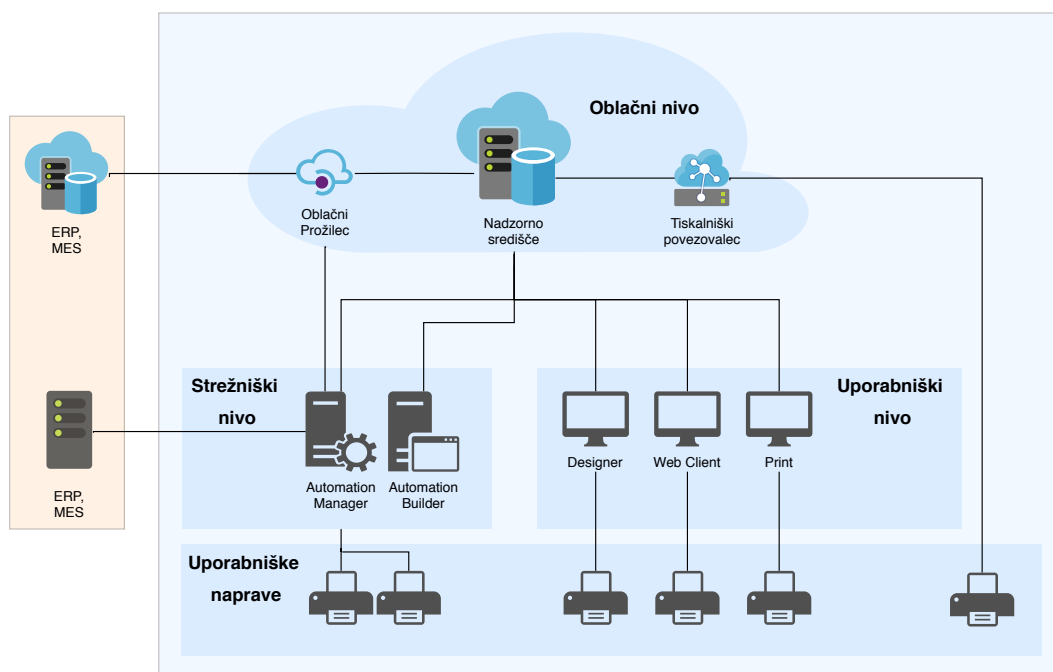 Oblačni nivo
Oblačni
Prožilec
Nadzorno
središče
Tiskalniški
povezovalec
ERP,
MES
Strežniški
nivo
Automation
Manager
Automation
Builder
Uporabniški
nivo
Designer
Web Client
Print
ERP,
MES
Uporabniške
naprave